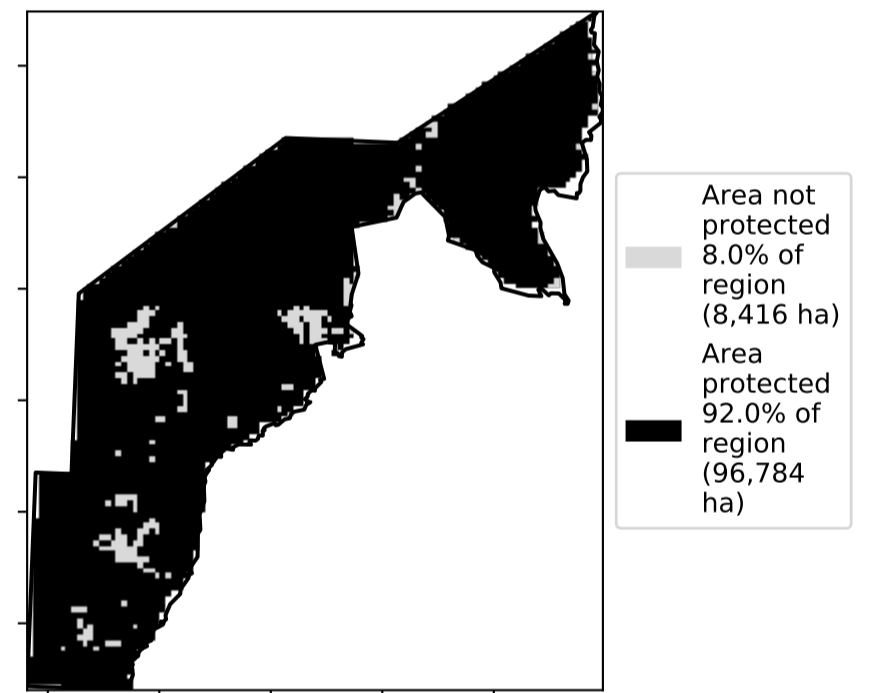 Area not
protected
8.0% of
region
(8,416 ha)
Area
protected
92.0% of
region
(96,784
ha)